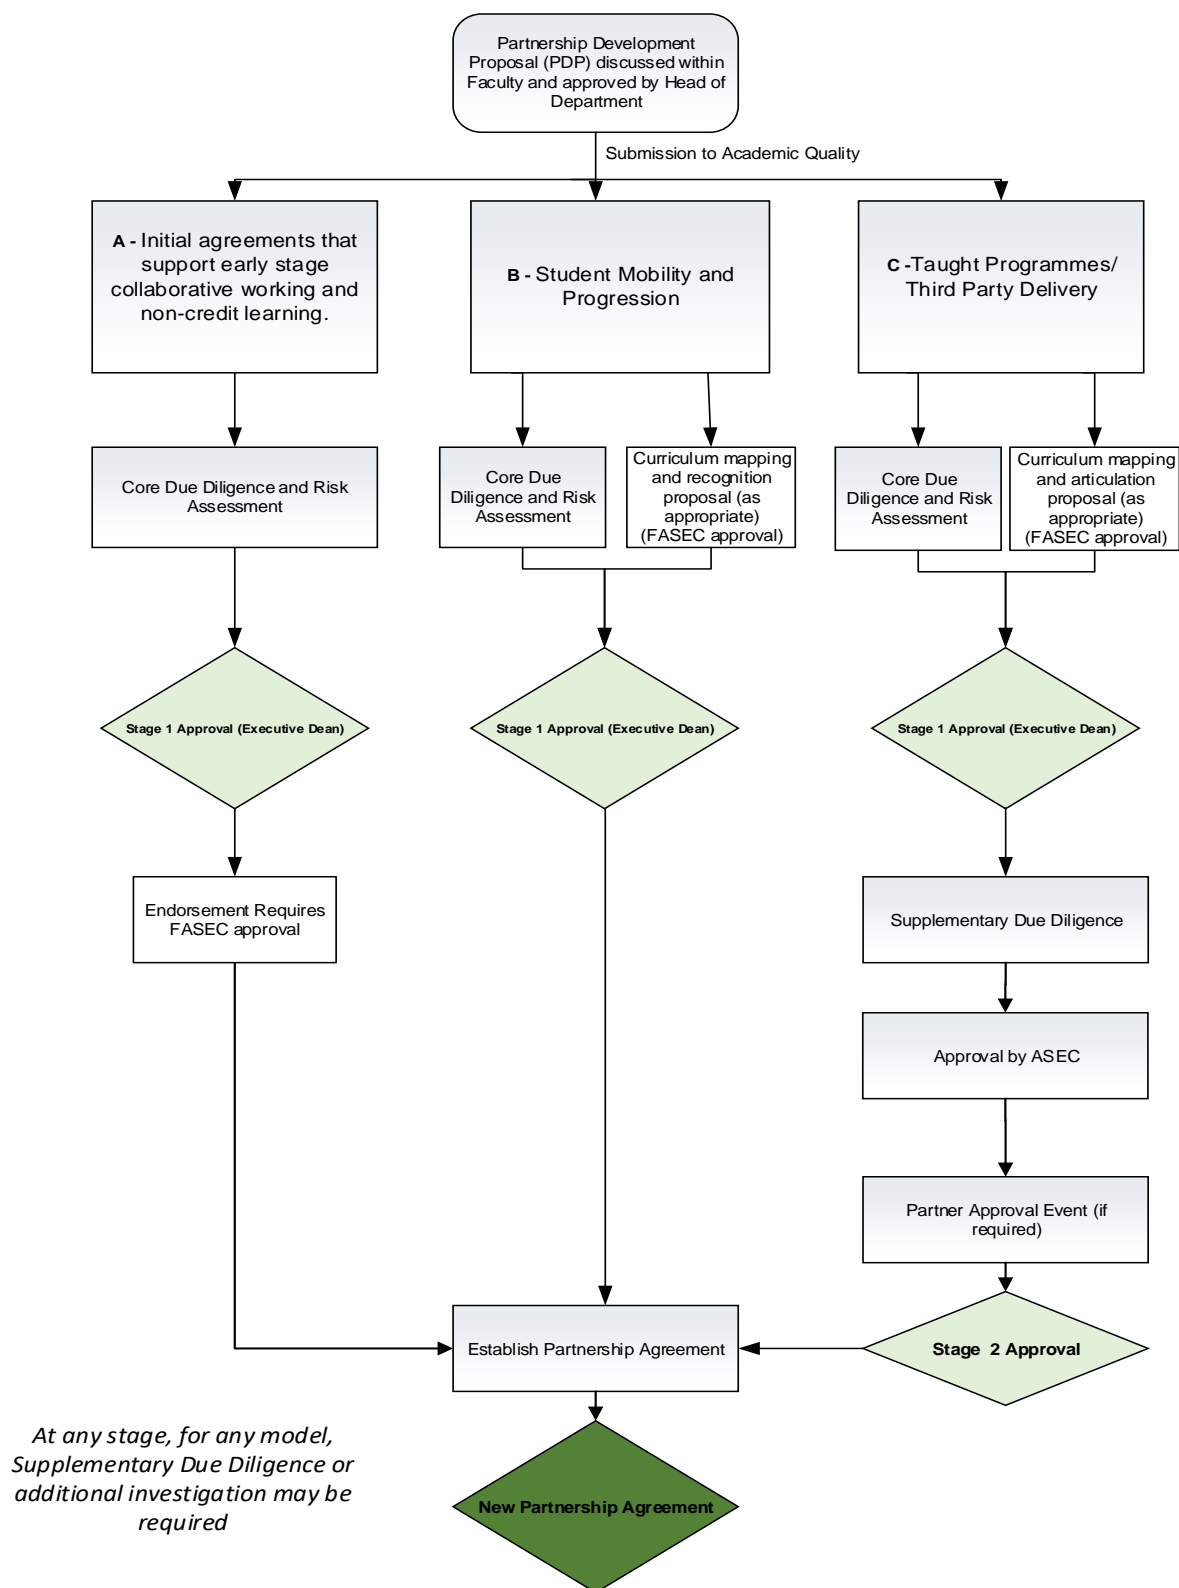 Partnership Development
Proposal (PDP) discussed within
Faculty and approved by Head of
Department
Submission to Academic Quality
A - Initial agreements that
support early stage
collaborative working and
non-credit learning.
B - Student Mobility and
Progression
C -Taught Programmes/
Third Party Delivery
Core Due Diligence and Risk
Assessment
Core Due
Diligence and Risk
Assessment
Curriculum mapping
and recognition
proposal (as
appropriate)
(FASEC approval)
Core Due
Diligence and Risk
Assessment
Curriculum mapping
and articulation
proposal (as
appropriate)
(FASEC approval)
Stage 1 Approval (Executive Dean)
Stage 1 Approval (Executive Dean)
Stage 1 Approval (Executive Dean)
Endorsement Requires
FASEC approval
Supplementary Due Diligence
Approval by ASEC
Partner Approval Event (if
required)
Establish Partnership Agreement
Stage 2 Approval
At any stage, for any model,
Supplementary Due Diligence or
additional investigation may be
required
New Partnership Agreement